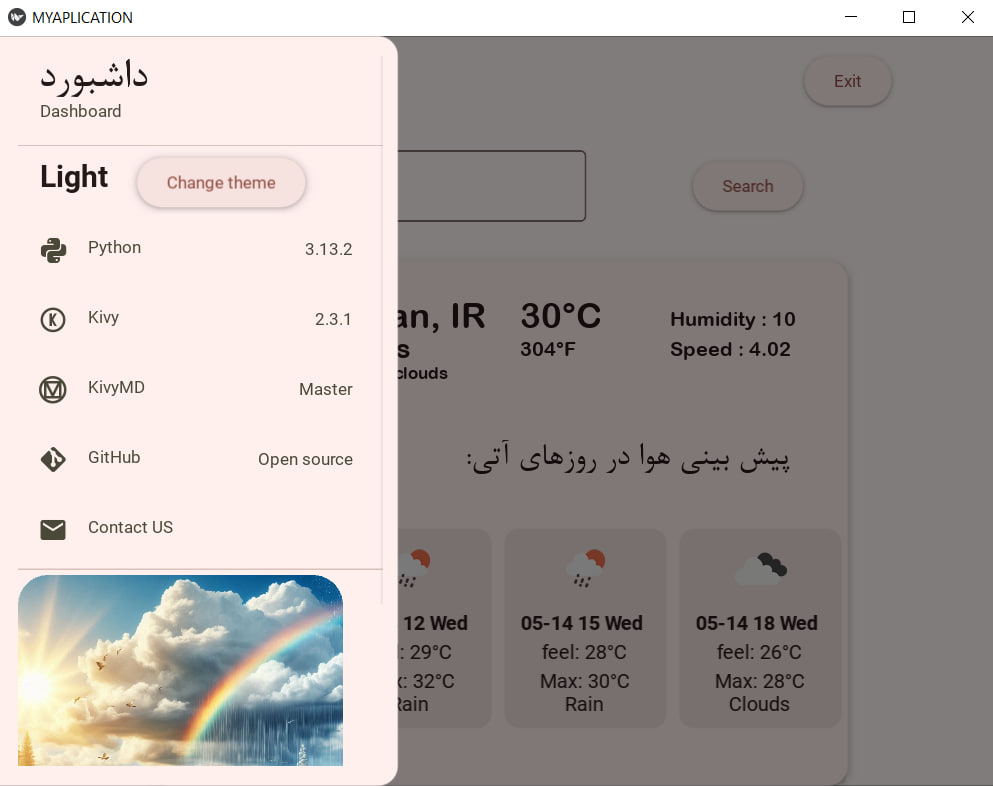 MYAPLICATION
داشبورد
Dashboard
Light
Change theme
Python
3.13.2
Kivy
2.3.1
KivyMD
Master
GitHub
Open source
Contact US
Exit
Search
an, IR
30°C
304°F
Humidity : 10
Speed : 4.02
clouds
پیش بینی هوا در روزهای آتی:
12 Wed
: 29°C
x: 32°C
Rain
05-14 15 Wed
feel: 28°C
Max: 30°C
Rain
05-14 18 Wed
feel: 26°C
Max: 28°C
Clouds